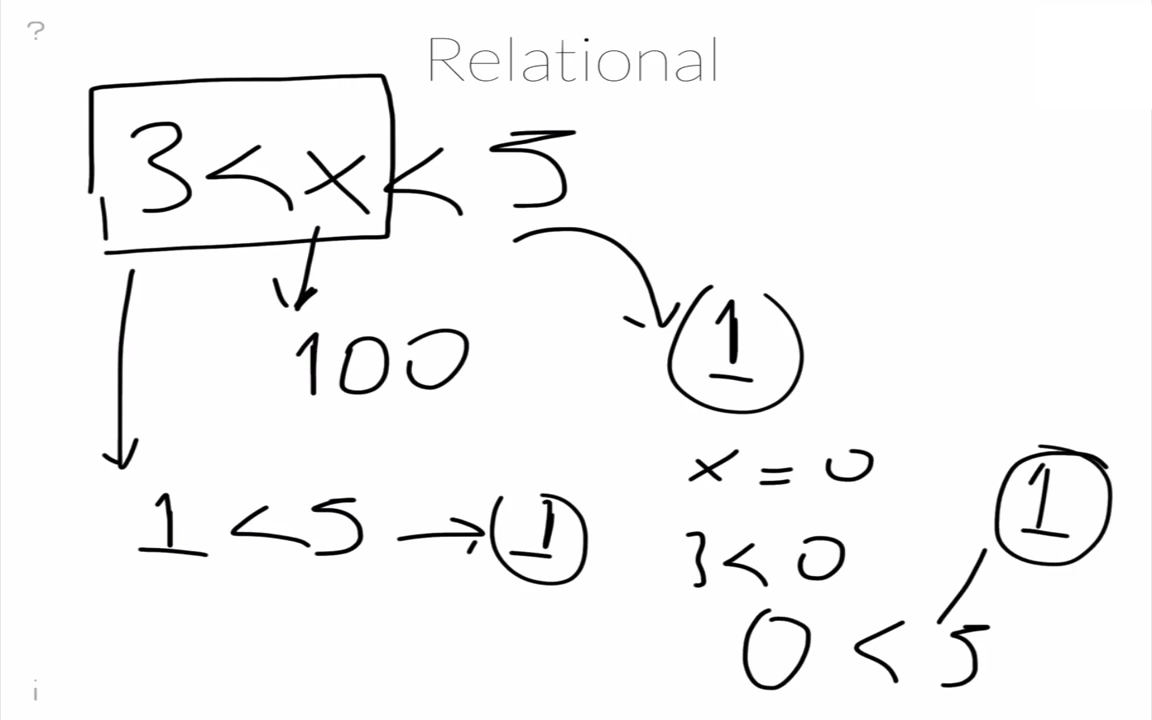 ?
Relational
3 < x < 5
100
1
1 < 5 → 1
x = 0
3 < 0
1
0 < 5
i